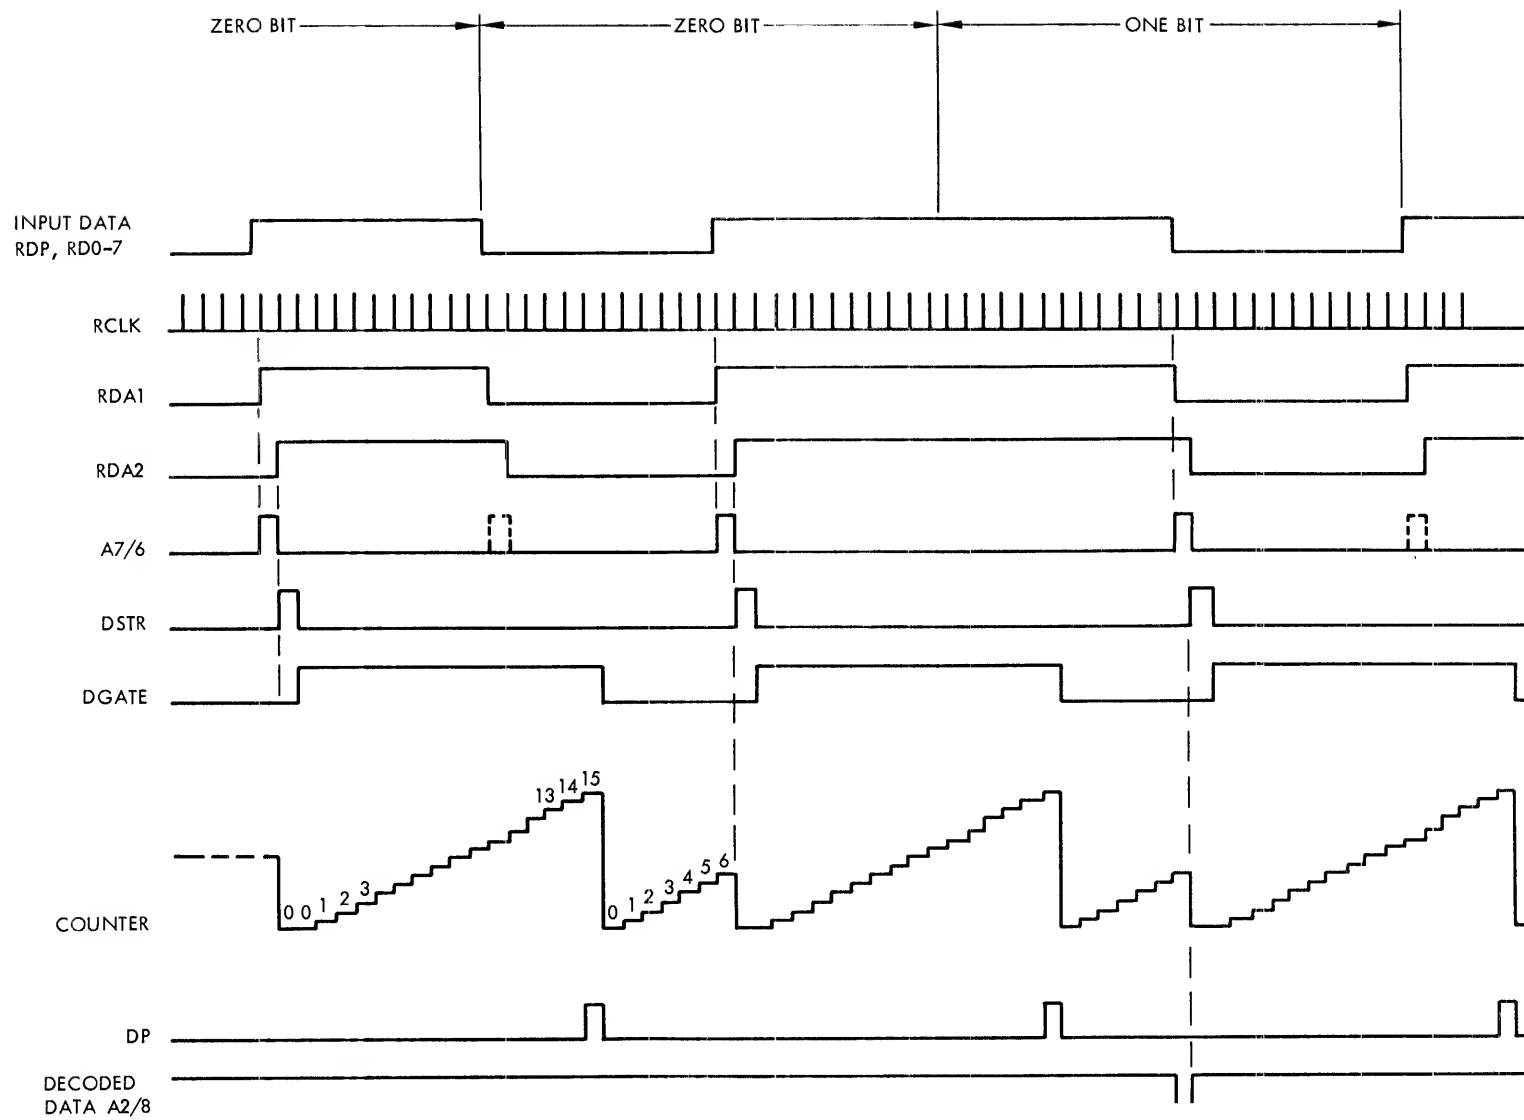 ZERO BIT ZERO BIT ONE BIT
INPUT DATA
RDP, RD0-7
RCLK
RDA1
RDA2
A7/6
DSTR
DGATE
13 14 15
0 0 1 2 3
0 1 2 3 4 5 6
COUNTER
DP
DECODED
DATA A2/8